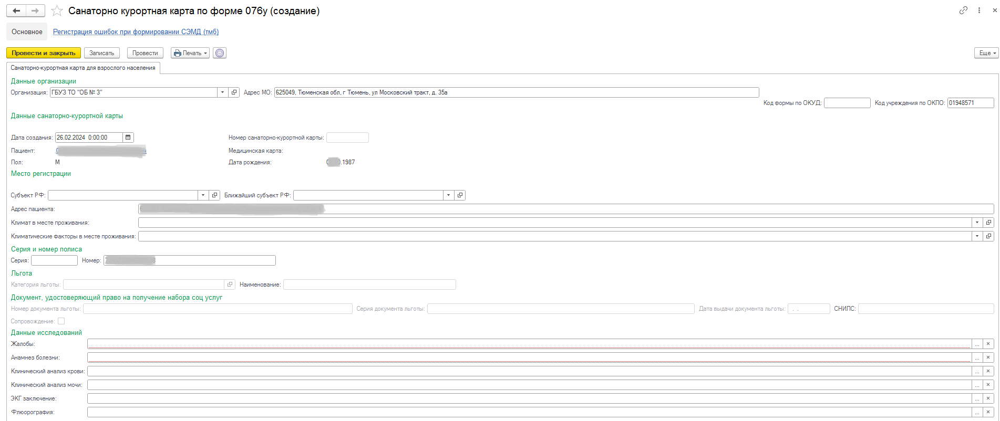 Санаторно курортная карта по форме 076у (создание)
Основное Регистрация ошибок при формировании СЭМД (тмб)
Провести и закрыть Записать Провести Печать Еще
Санаторно-курортная карта для взрослого населения
Данные организации
Организация: ГБУЗ ТО "ОБ № 3" Адрес МО: 625049, Тюменская обл, г Тюмень, ул Московский тракт, д. 35а
Код формы по ОКУД: Код учреждения по ОКПО: 01948571
Данные санаторно-курортной карты
Дата создания: 26.02.2024 0:00:00 Номер санаторно-курортной карты:
Пациент: Медицинская карта:
Пол: М Дата рождения: .1987
Место регистрации
Субъект РФ: Ближайший субъект РФ:
Адрес пациента:
Климат в месте проживания:
Климатические факторы в месте проживания:
Серия и номер полиса
Серия: Номер:
Льгота
Категория льготы: Наименование:
Документ, удостоверяющий право на получение набора соц услуг
Номер документа льготы: Серия документа льготы: Дата выдачи документа льготы: . . СНИЛС:
Сопровождение:
Данные исследований
Жалобы: ...
Анамнез болезни: ...
Клинический анализ крови: ...
Клинический анализ мочи: ...
ЭКГ заключение: ...
Флюорография: ...